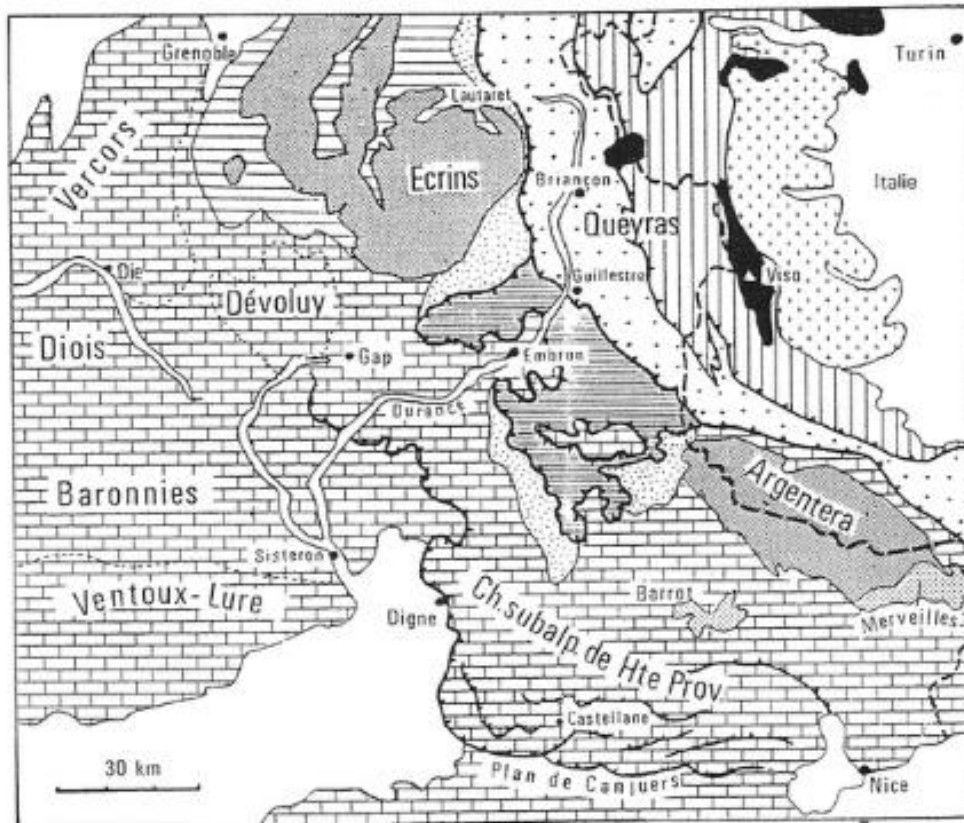 Grenoble
Turin
Lautaret
Vercors
Ecrins
Briançon
Italie
Queyras
Die
Guillestre
Viso
Dévoluy
Diois
Gap
Embron
Durance
Baronnies
Argentera
Sisteron
Ventoux-Lure
Digne
Barrot
Merveilles
Ch. subalp. de Hte Prov
Castellane
30 km
Plan de Canjuers
Nice